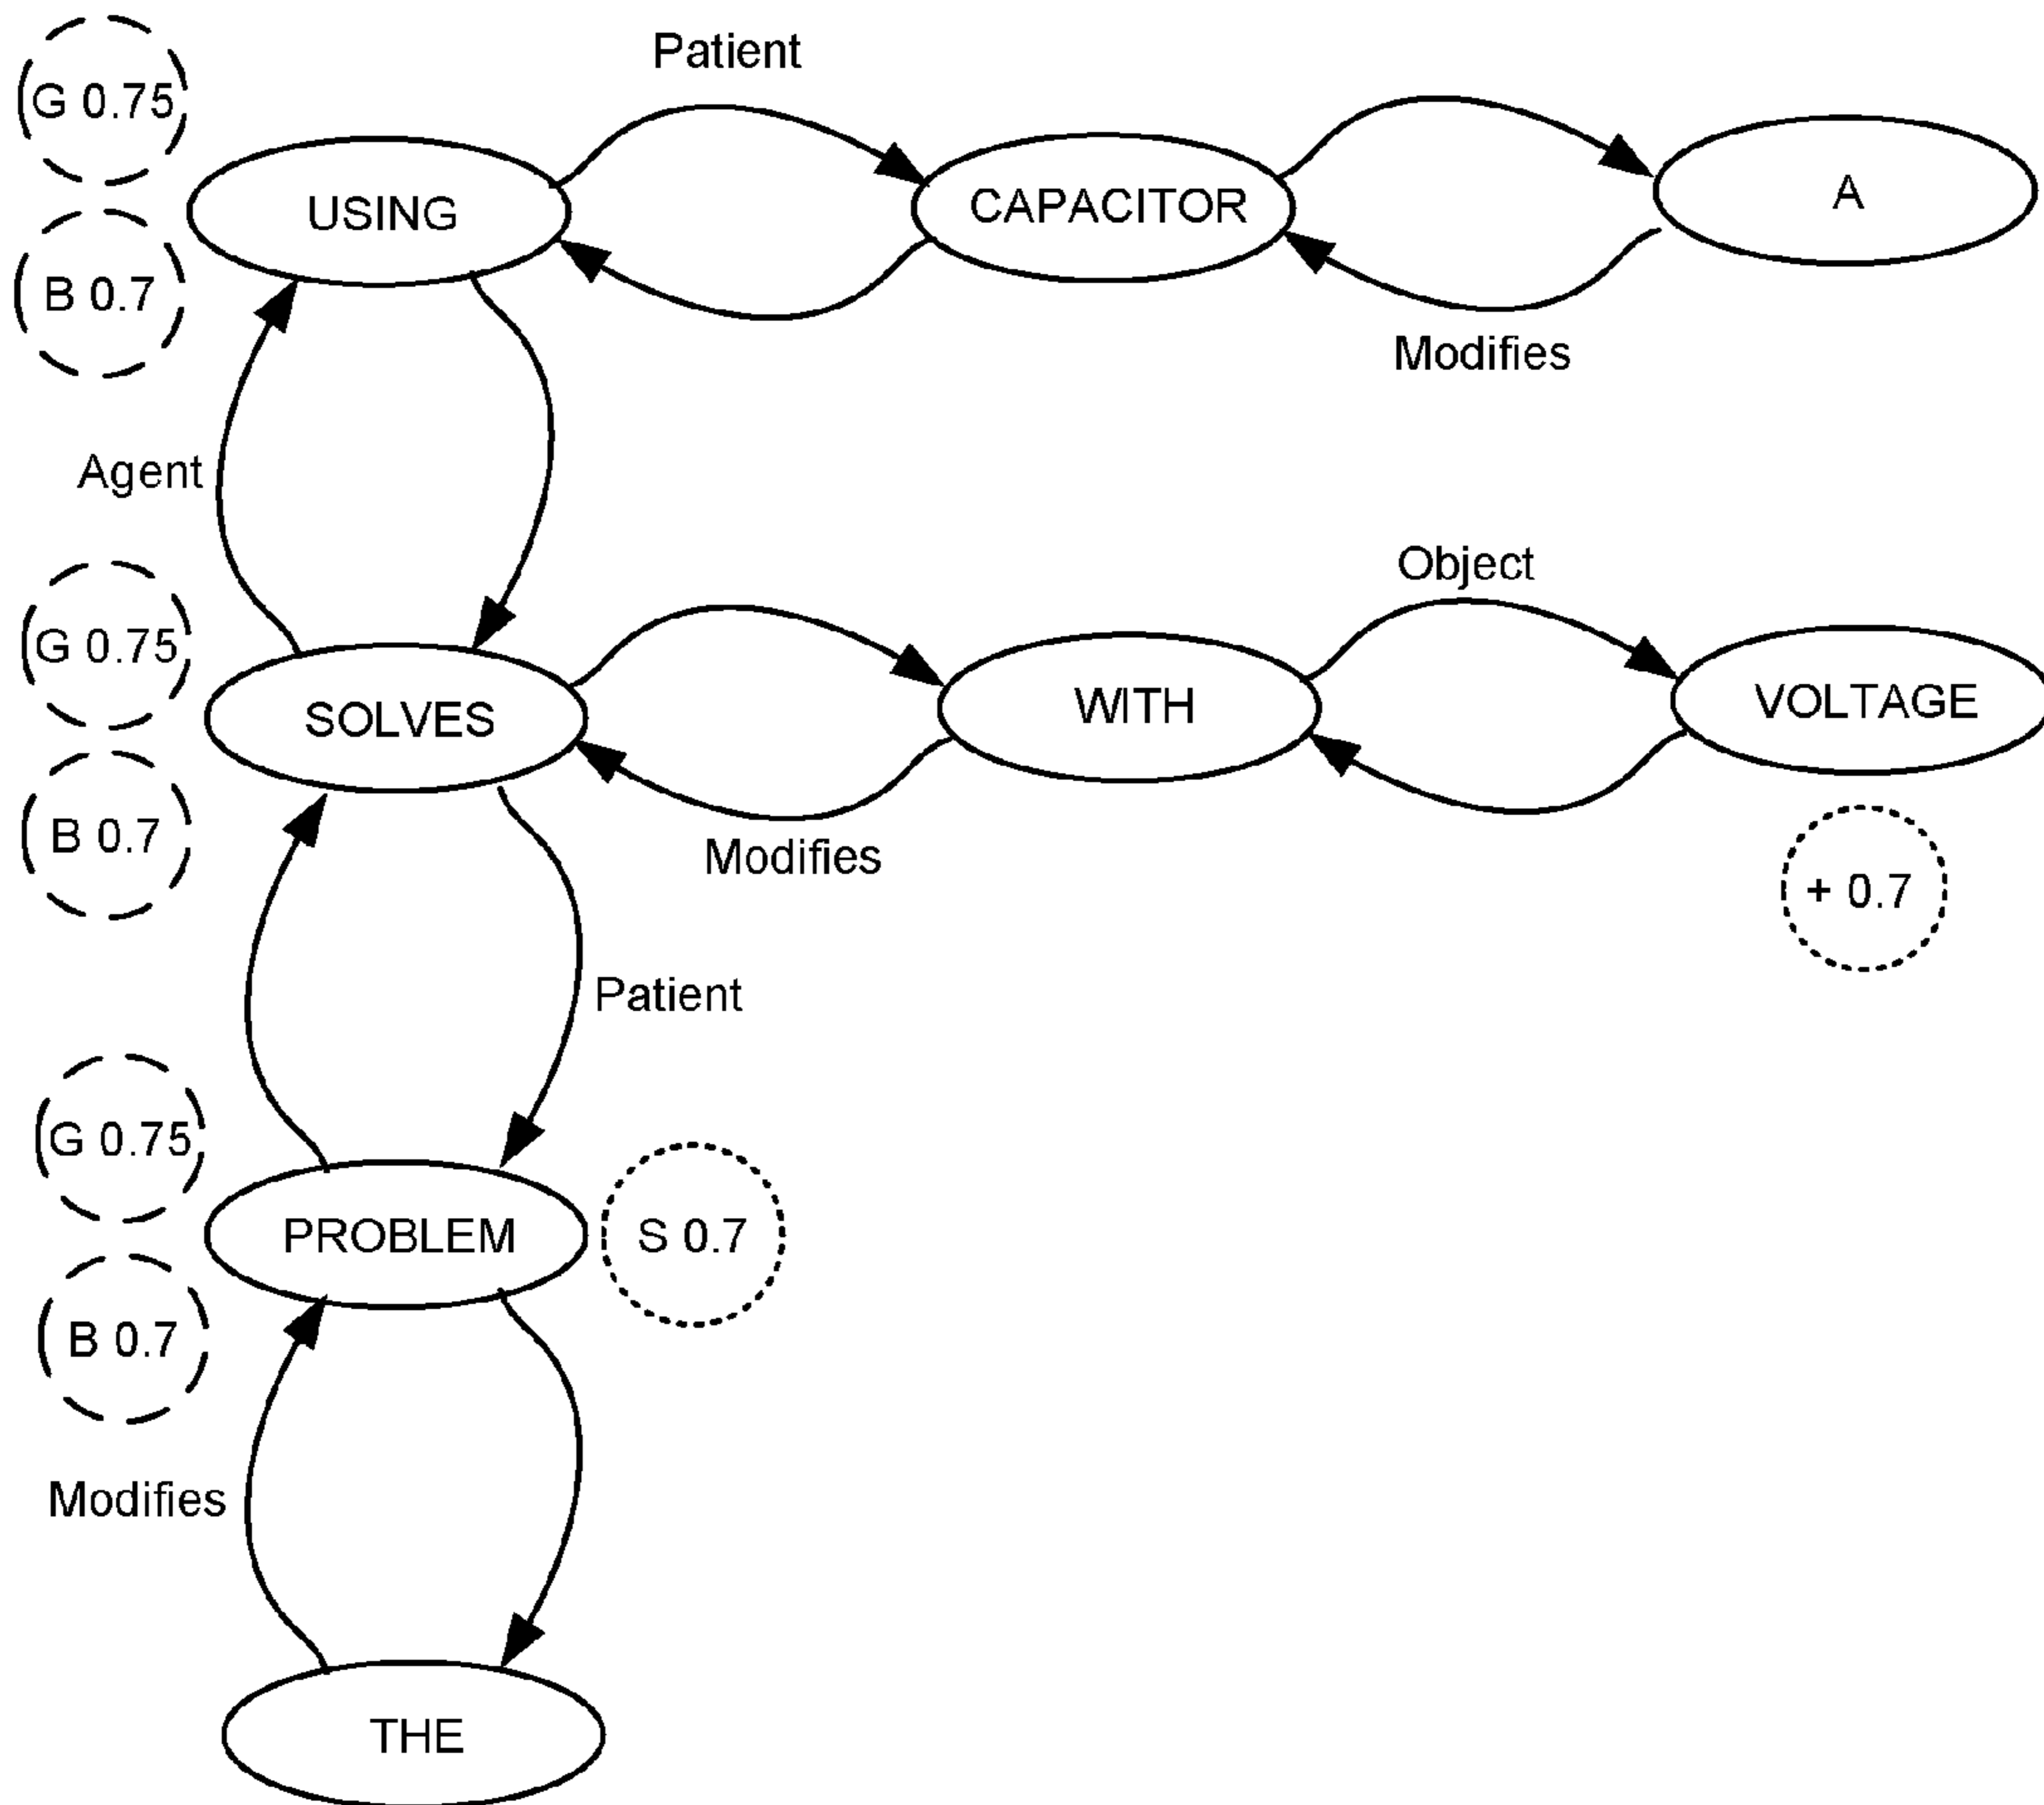 Patient
G 0.75
USING
CAPACITOR
A
B 0.7
Modifies
Agent
Object
G 0.75
SOLVES
WITH
VOLTAGE
B 0.7
Modifies
+ 0.7
Patient
G 0.75
PROBLEM
S 0.7
B 0.7
Modifies
THE